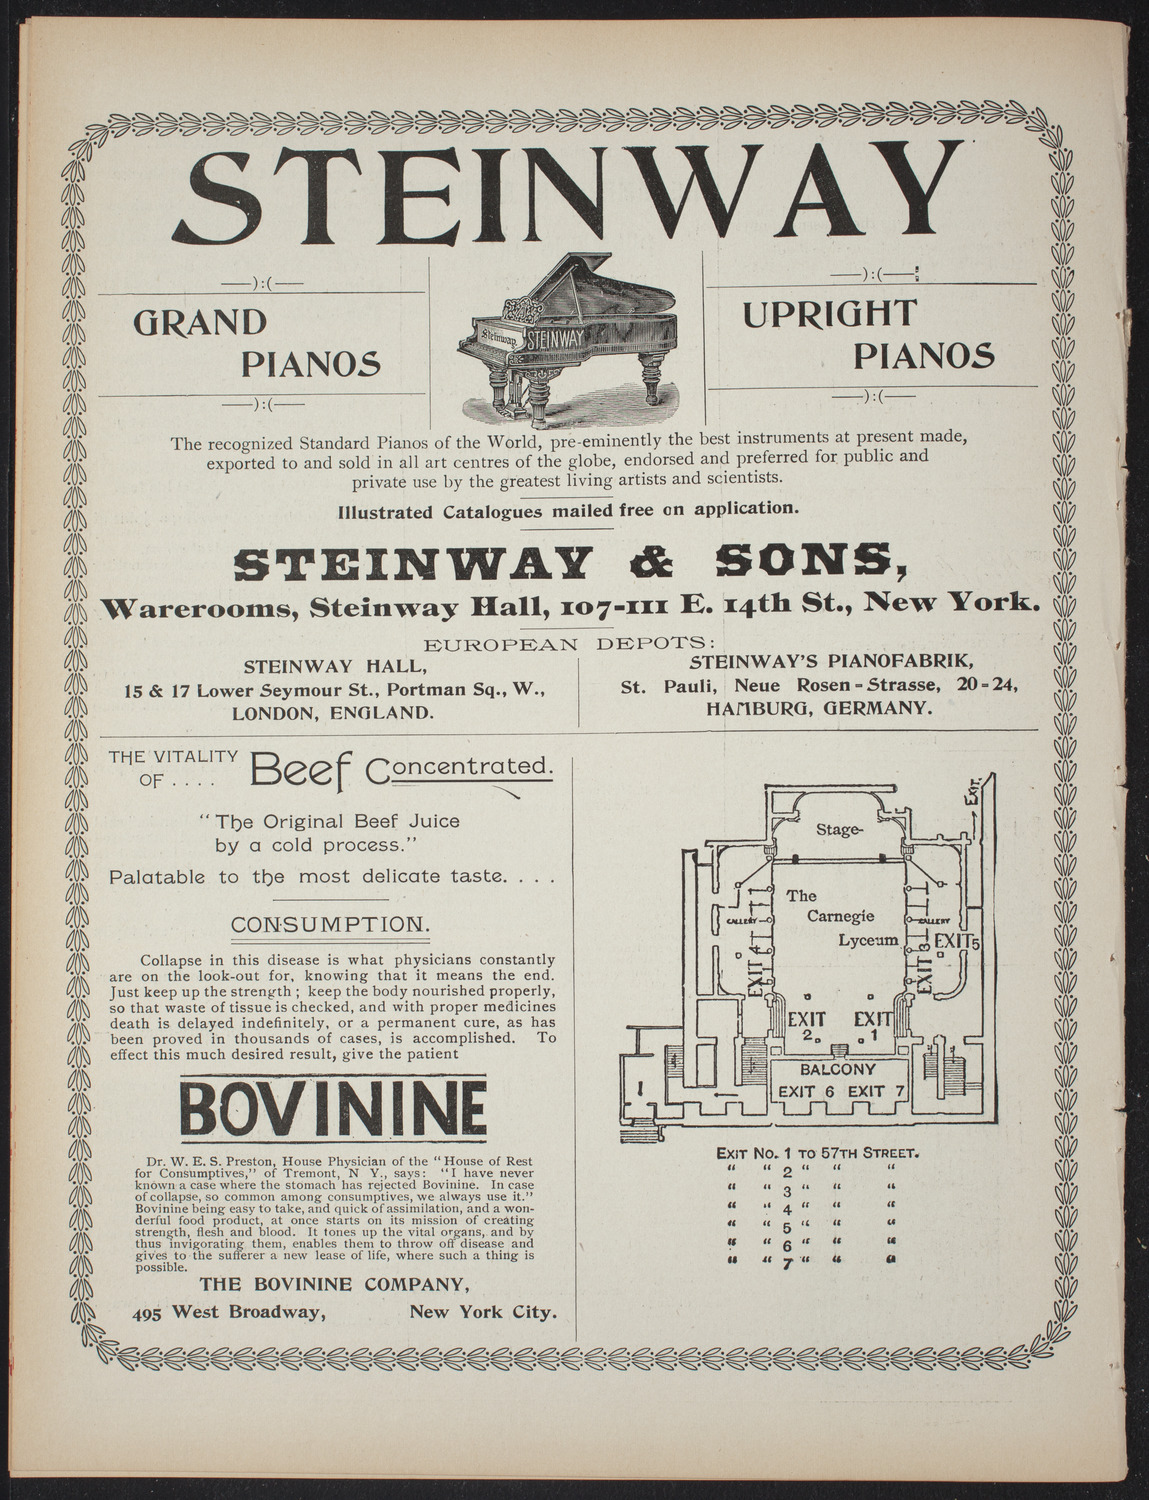 STEINWAY
GRAND
PIANOS
Steinway
STEINWAY
UPRIGHT
PIANOS
The recognized Standard Pianos of the World, pre-eminently the best instruments at present made,
exported to and sold in all art centres of the globe, endorsed and preferred for public and
private use by the greatest living artists and scientists.
Illustrated Catalogues mailed free on application.
STEINWAY & SONS,
Warerooms, Steinway Hall, 107-111 E. 14th St., New York.
EUROPEAN DEPOTS:
STEINWAY HALL,
15 & 17 Lower Seymour St., Portman Sq., W.,
LONDON, ENGLAND.
STEINWAY'S PIANOFABRIK,
St. Pauli, Neue Rosen-Strasse, 20-24,
HAMBURG, GERMANY.
THE VITALITY
OF . . . .
Beef Concentrated.
"The Original Beef Juice
by a cold process."
Palatable to the most delicate taste. . . .
CONSUMPTION.
Collapse in this disease is what physicians constantly
are on the look-out for, knowing that it means the end.
Just keep up the strength; keep the body nourished properly,
so that waste of tissue is checked, and with proper medicines
death is delayed indefinitely, or a permanent cure, as has
been proved in thousands of cases, is accomplished. To
effect this much desired result, give the patient
BOVININE
Dr. W. E. S. Preston, House Physician of the "House of Rest
for Consumptives," of Tremont, N Y., says: "I have never
known a case where the stomach has rejected Bovinine. In case
of collapse, so common among consumptives, we always use it."
Bovinine being easy to take, and quick of assimilation, and a won-
derful food product, at once starts on its mission of creating
strength, flesh and blood. It tones up the vital organs, and by
thus invigorating them, enables them to throw off disease and
gives to the sufferer a new lease of life, where such a thing is
possible.
THE BOVININE COMPANY,
495 West Broadway, New York City.
EXIT.
Stage-
The
Carnegie
Lyceum
GALLERY
GALLERY
EXIT 4
EXIT 3
EXIT 5
EXIT
2.
EXIT
1
BALCONY
EXIT 6 EXIT 7
EXIT NO. 1 TO 57TH STREET.
" " 2 " " "
" " 3 " " "
" " 4 " " "
" " 5 " " "
" " 6 " " "
" " 7 " " "